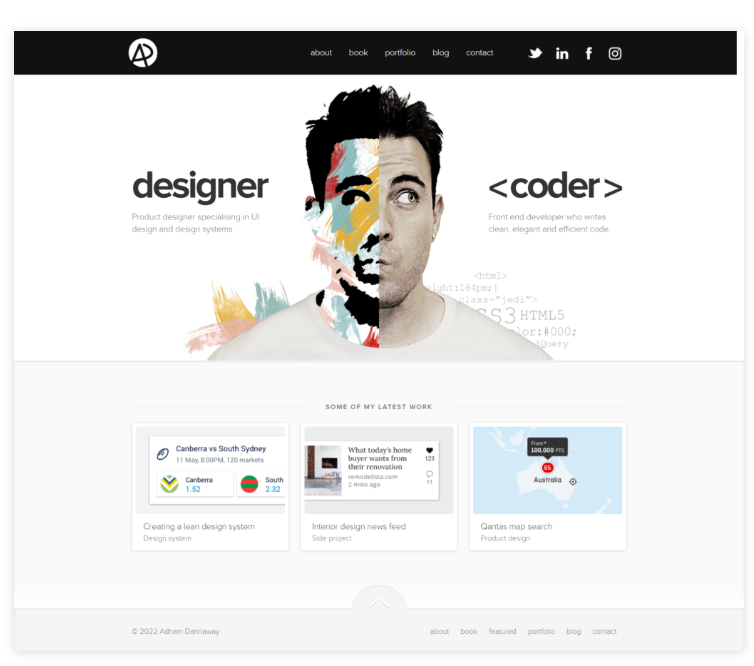 about book portfolio blog contact
designer
Product designer specialising in UI
design and design systems.
<coder>
Front end developer who writes
clean, elegant and efficient code.
<html>
ight:184px;}
class="jedi">
HTML5
lor:#000;
Query
SOME OF MY LATEST WORK
Canberra vs South Sydney
11 May, 8:00PM, 120 markets
Canberra
1.52
South
2.32
Creating a lean design system
Design system
What today's home
buyer wants from
their renovation
remodelista.com
2 mins ago
123
11
Interior design news feed
Side project
From*
100,000 PTS
65
Australia
Qantas map search
Product design
© 2022 Adham Dannaway
about book featured portfolio blog contact